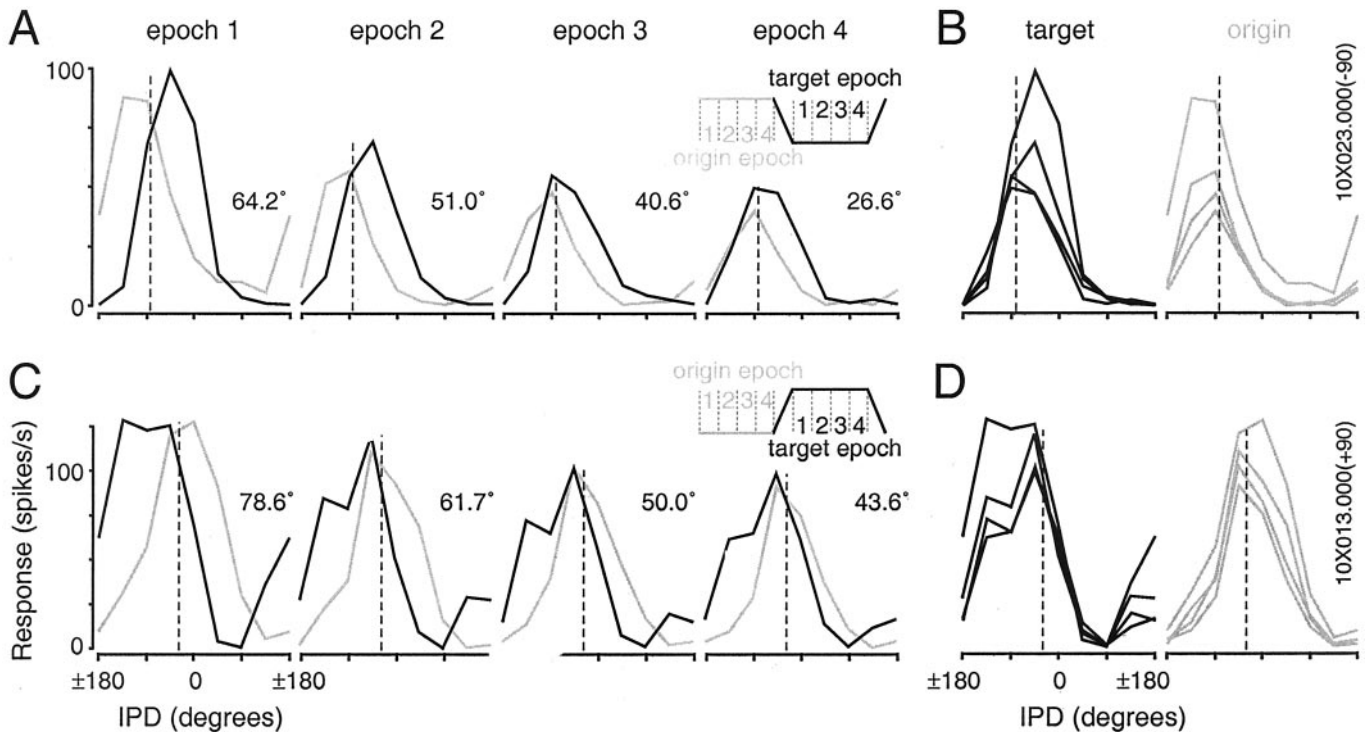 A
epoch 1
epoch 2
epoch 3
epoch 4
B
target
origin
100
0
64.2°
51.0°
40.6°
26.6°
target epoch
1 2 3 4
1 2 3 4
origin epoch
10X023.000(-90)
C
D
Response (spikes/s)
100
0
78.6°
61.7°
50.0°
43.6°
origin epoch
1 2 3 4
1 2 3 4
target epoch
10X013.000(+90)
±180
0
±180
IPD (degrees)
±180
0
±180
IPD (degrees)